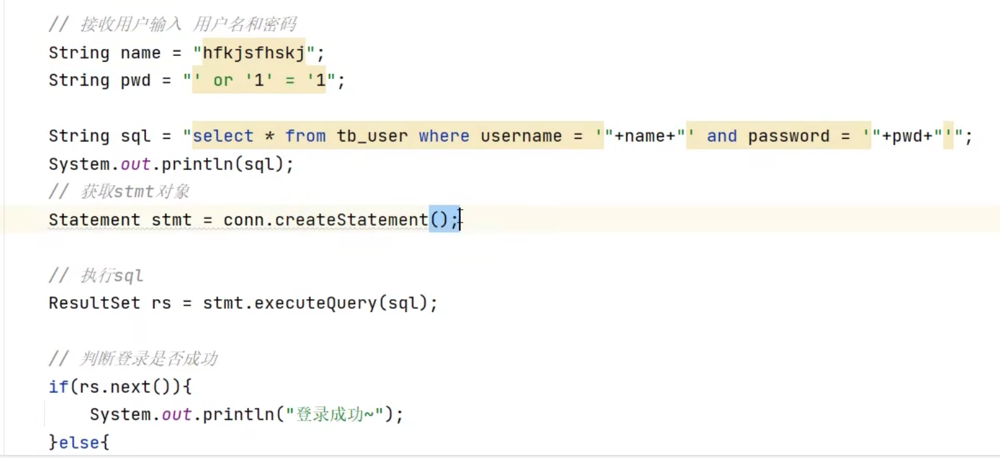 // 接收用户输入 用户名和密码
String name = "hfkjsfhskj";
String pwd = "' or '1' = '1";
String sql = "select * from tb_user where username = '"+name+"' and password = '"+pwd+"'";
System.out.println(sql);
// 获取stmt对象
Statement stmt = conn.createStatement();
// 执行sql
ResultSet rs = stmt.executeQuery(sql);
// 判断登录是否成功
if(rs.next()){
    System.out.println("登录成功~");
}else{